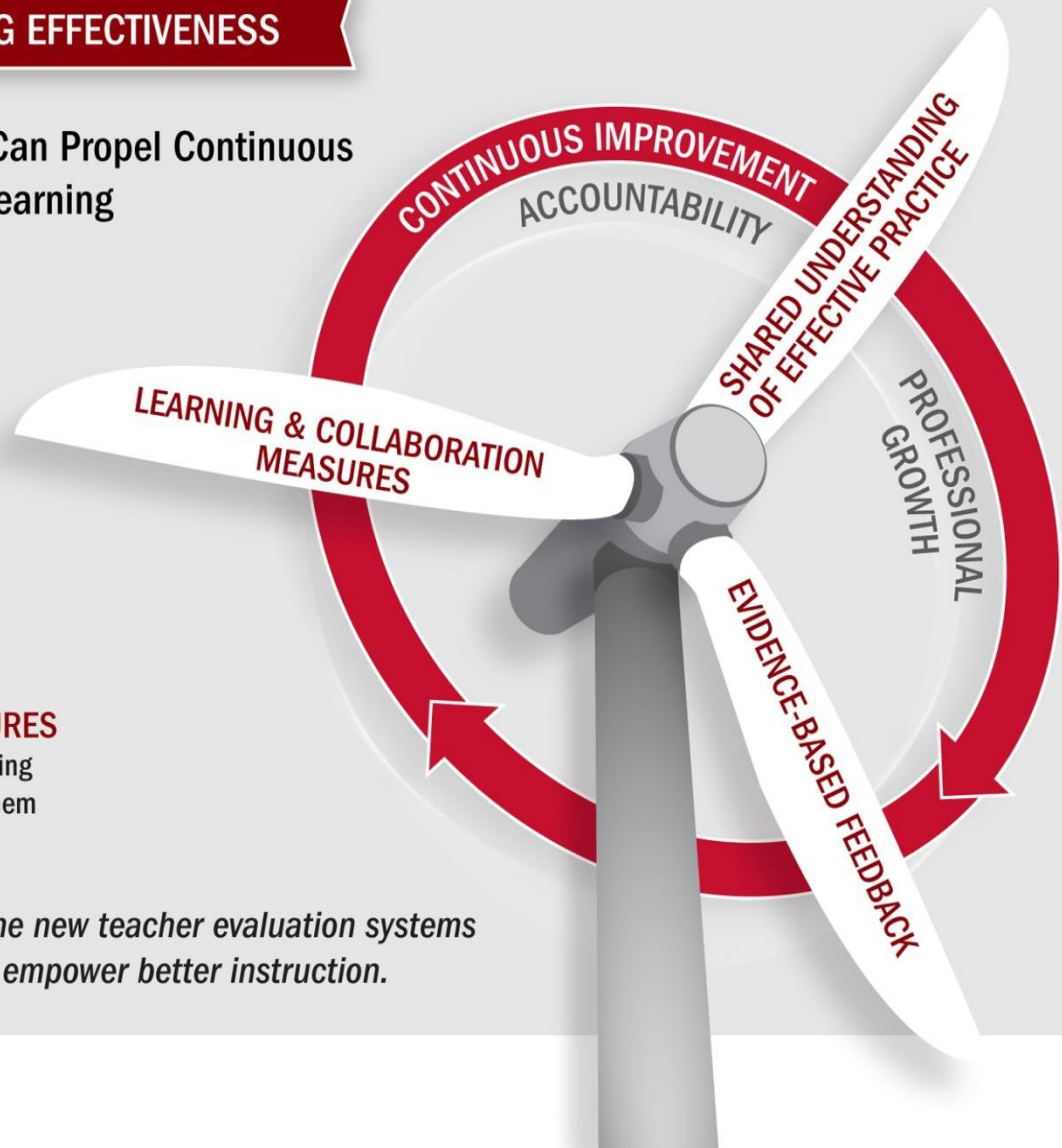 G EFFECTIVENESS
Can Propel Continuous
earning
CONTINUOUS IMPROVEMENT
ACCOUNTABILITY
SHARED UNDERSTANDING
OF EFFECTIVE PRACTICE
LEARNING & COLLABORATION
MEASURES
PROFESSIONAL
GROWTH
EVIDENCE-BASED FEEDBACK
URES
ing
em
he new teacher evaluation systems
empower better instruction.